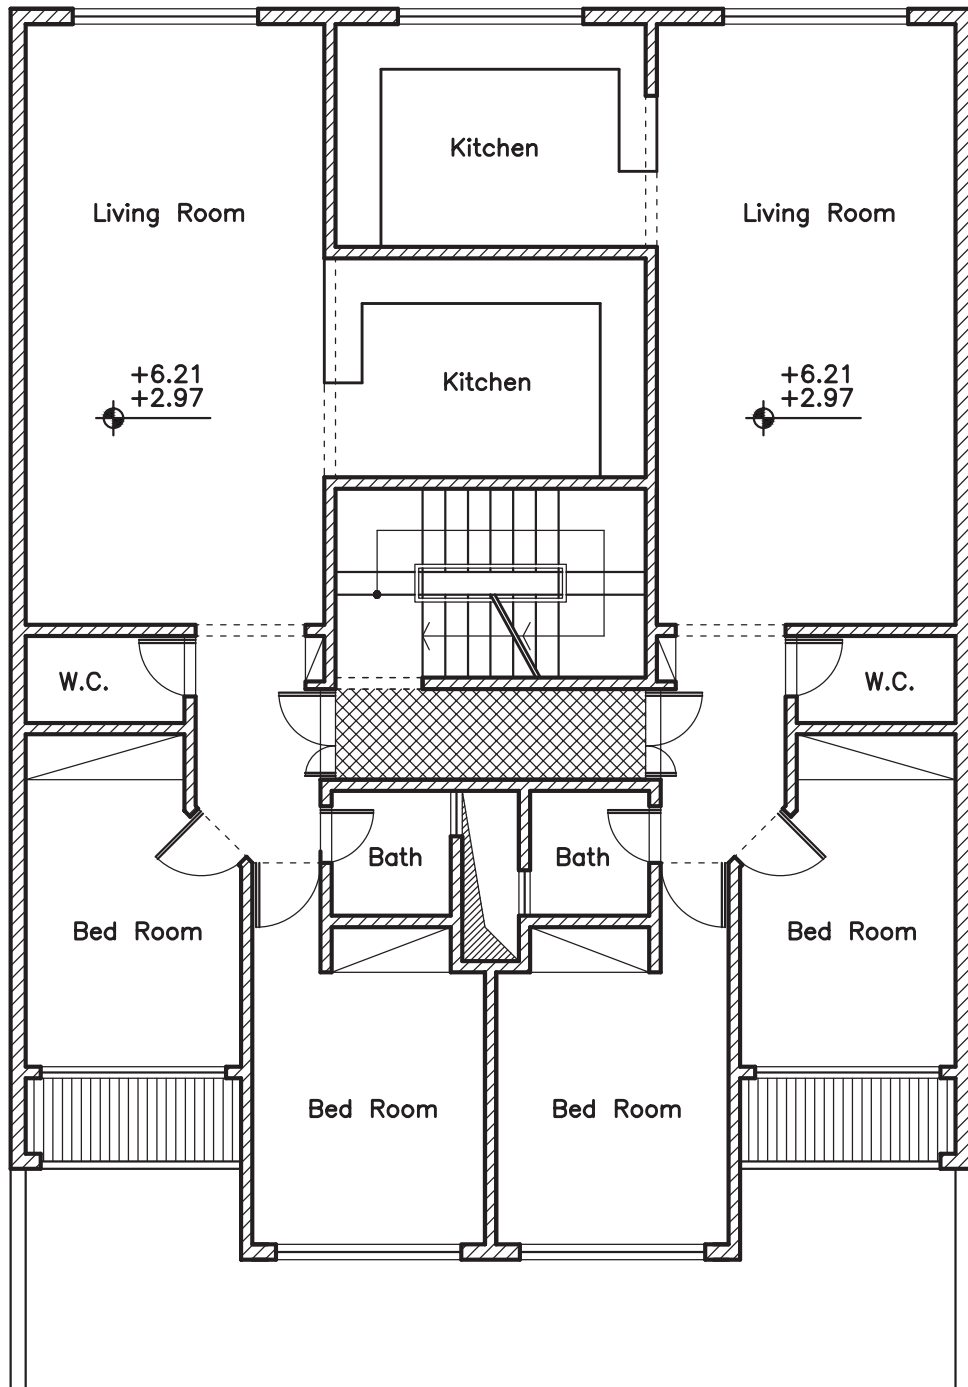 Kitchen
Living Room
Living Room
+6.21
+2.97
Kitchen
+6.21
+2.97
W.C.
W.C.
Bath
Bath
Bed Room
Bed Room
Bed Room
Bed Room